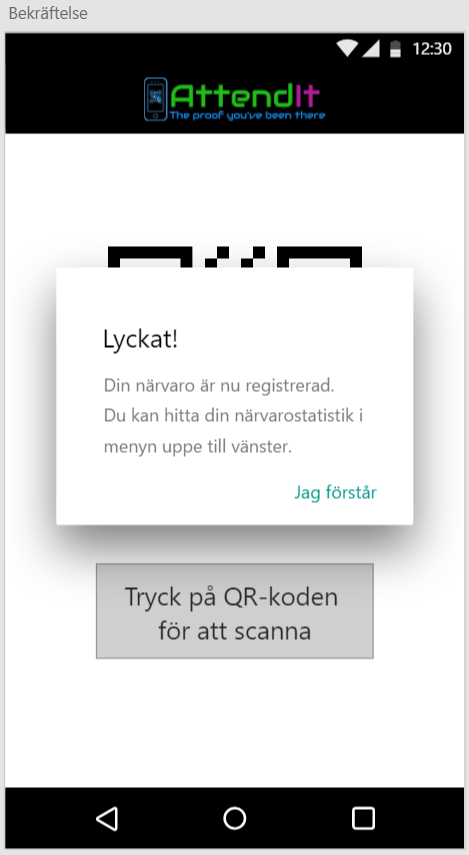 Bekräftelse
12:30
AttendIt
The proof you've been there
Lyckat!
Din närvaro är nu registrerad.
Du kan hitta din närvarostatistik i
menyn uppe till vänster.
Jag förstår
Tryck på QR-koden
för att scanna